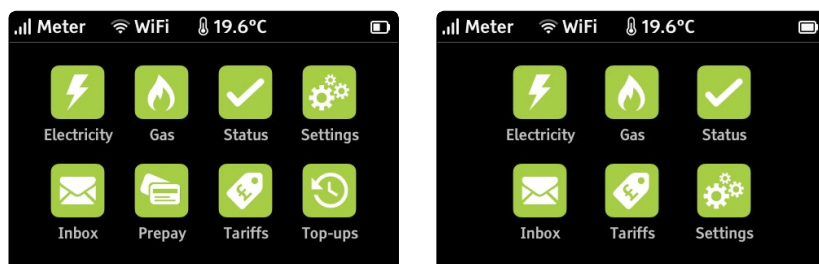 Meter WiFi 19.6°C
Electricity Gas Status Settings
£
Inbox Prepay Tariffs Top-ups
Meter WiFi 19.6°C
Electricity Gas Status
£
Inbox Tariffs Settings